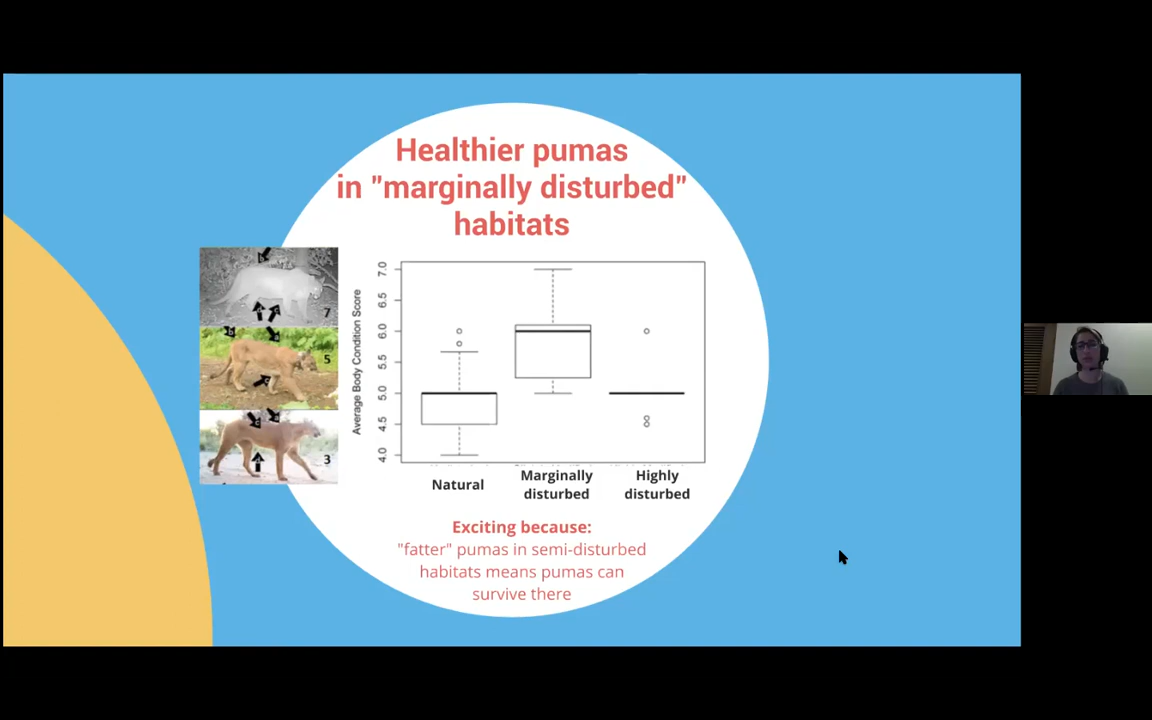 Healthier pumas
in "marginally disturbed"
habitats
7
5
3
Average Body Condition Score
7.0
6.5
6.0
5.5
5.0
4.5
4.0
Natural
Marginally
disturbed
Highly
disturbed
Exciting because:
"fatter" pumas in semi-disturbed
habitats means pumas can
survive there